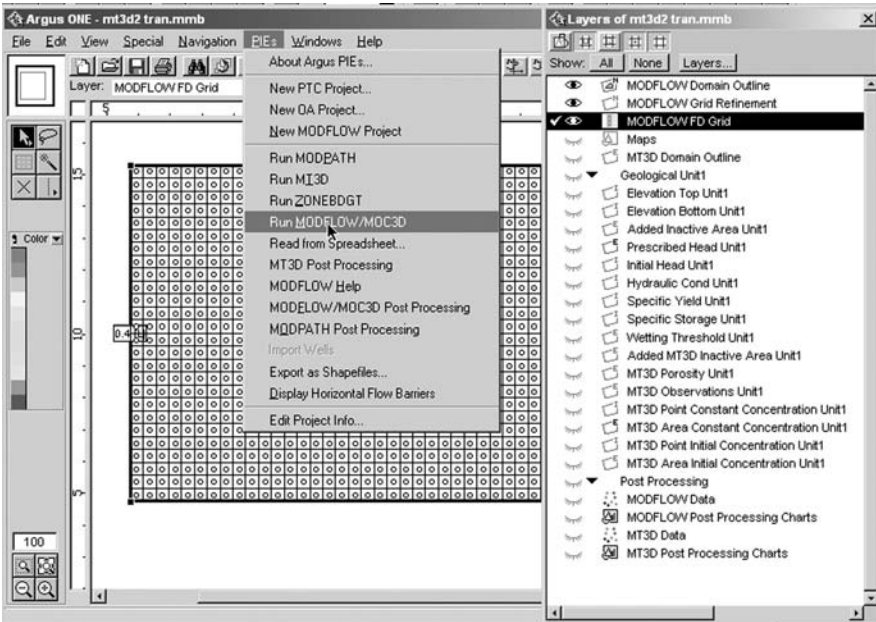 Argus ONE - mt3d2 tran.mmb
File Edit View Special Navigation PIEs Windows Help
Layer: MODFLOW FD Grid
5
15
10
5
0.4
Color
100
About Argus PIEs...
New PTC Project...
New OA Project...
New MODFLOW Project
Run MODPATH
Run MT3D
Run ZONEBDGT
Run MODFLOW/MOC3D
Read from Spreadsheet...
MT3D Post Processing
MODFLOW Help
MODFLOW/MOC3D Post Processing
MODPATH Post Processing
Import Wells
Export as Shapefiles...
Display Horizontal Flow Barriers
Edit Project Info...
Layers of mt3d2 tran.mmb
Show: All None Layers...
MODFLOW Domain Outline
MODFLOW Grid Refinement
MODFLOW FD Grid
Maps
MT3D Domain Outline
Geological Unit1
Elevation Top Unit1
Elevation Bottom Unit1
Added Inactive Area Unit1
Prescribed Head Unit1
Initial Head Unit1
Hydraulic Cond Unit1
Specific Yield Unit1
Specific Storage Unit1
Wetting Threshold Unit1
Added MT3D Inactive Area Unit1
MT3D Porosity Unit1
MT3D Observations Unit1
MT3D Point Constant Concentration Unit1
MT3D Area Constant Concentration Unit1
MT3D Point Initial Concentration Unit1
MT3D Area Initial Concentration Unit1
Post Processing
MODFLOW Data
MODFLOW Post Processing Charts
MT3D Data
MT3D Post Processing Charts